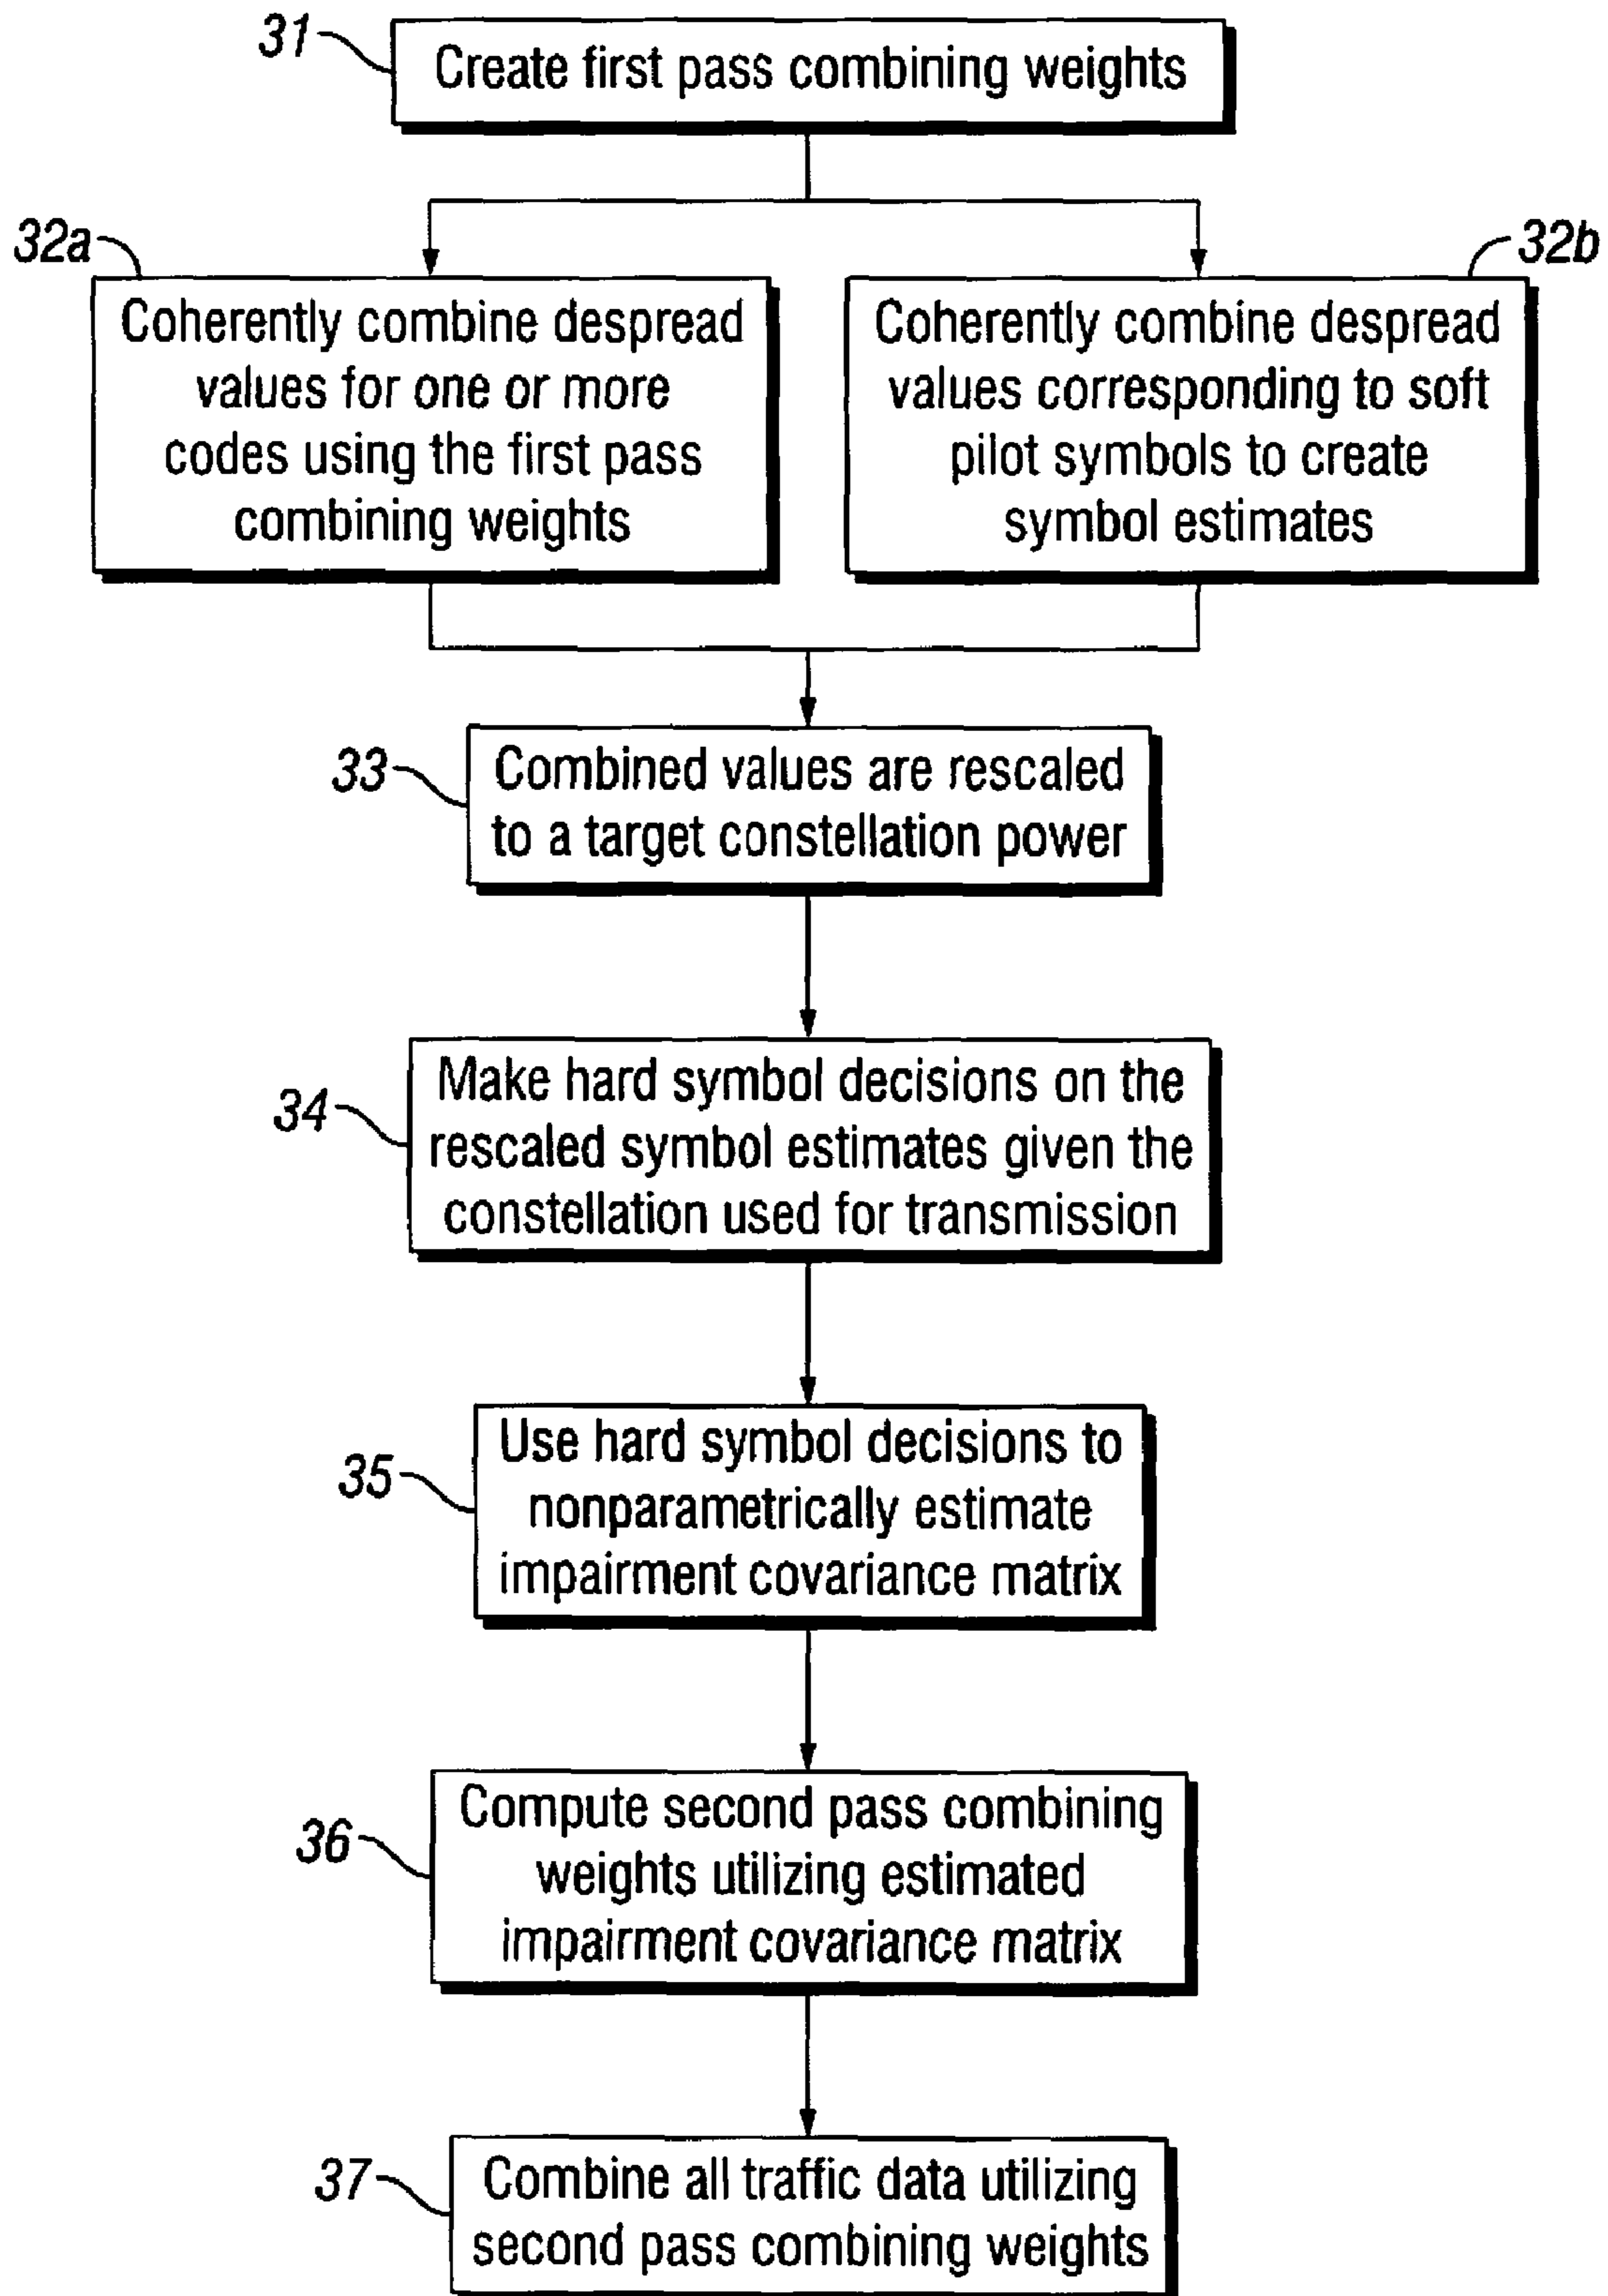 31
Create first pass combining weights
32a
Coherently combine despread
values for one or more
codes using the first pass
combining weights
32b
Coherently combine despread
values corresponding to soft
pilot symbols to create
symbol estimates
33
Combined values are rescaled
to a target constellation power
34
Make hard symbol decisions on the
rescaled symbol estimates given the
constellation used for transmission
35
Use hard symbol decisions to
nonparametrically estimate
impairment covariance matrix
36
Compute second pass combining
weights utilizing estimated
impairment covariance matrix
37
Combine all traffic data utilizing
second pass combining weights